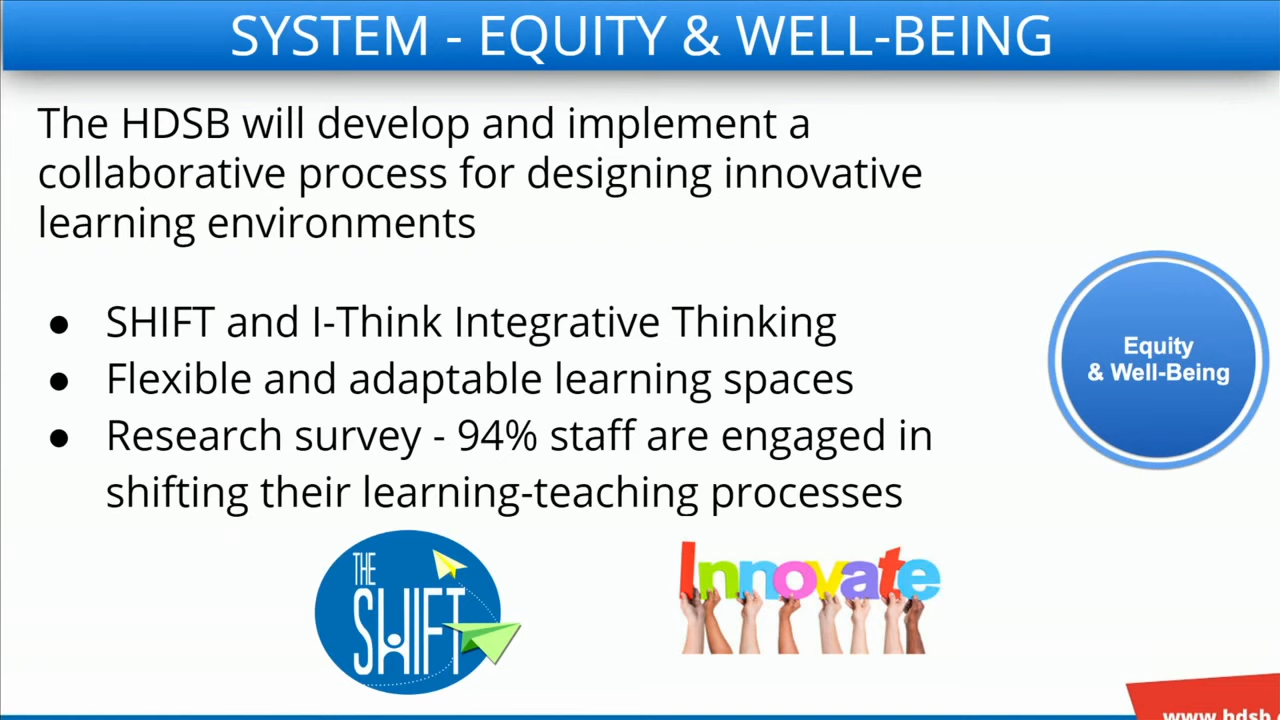 SYSTEM - EQUITY & WELL-BEING
The HDSB will develop and implement a
collaborative process for designing innovative
learning environments
● SHIFT and I-Think Integrative Thinking
● Flexible and adaptable learning spaces
● Research survey - 94% staff are engaged in
shifting their learning-teaching processes
Equity
& Well-Being
THE
SHIFT
Innovate
www.hdsb.